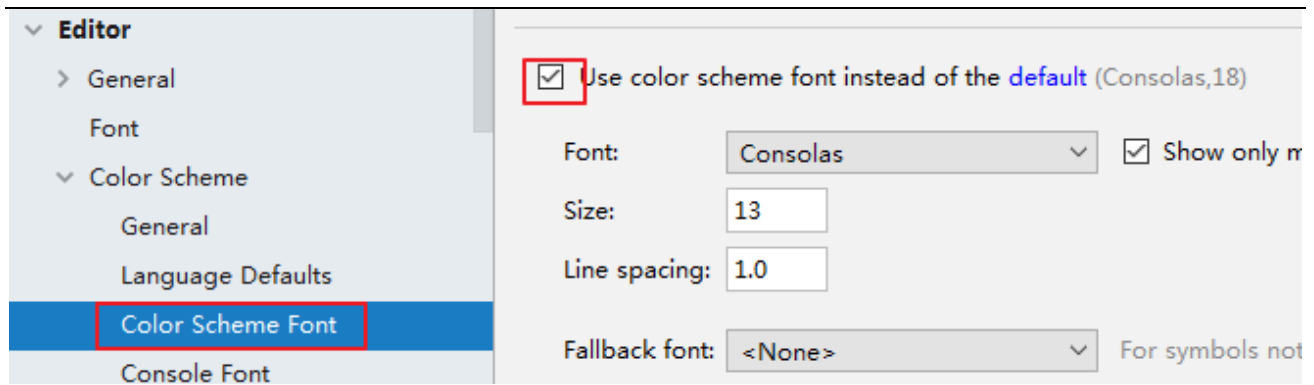 Editor
General
Font
Color Scheme
General
Language Defaults
Color Scheme Font
Console Font
Use color scheme font instead of the default (Consolas,18)
Font: Consolas Show only m
Size: 13
Line spacing: 1.0
Fallback font: <None> For symbols not